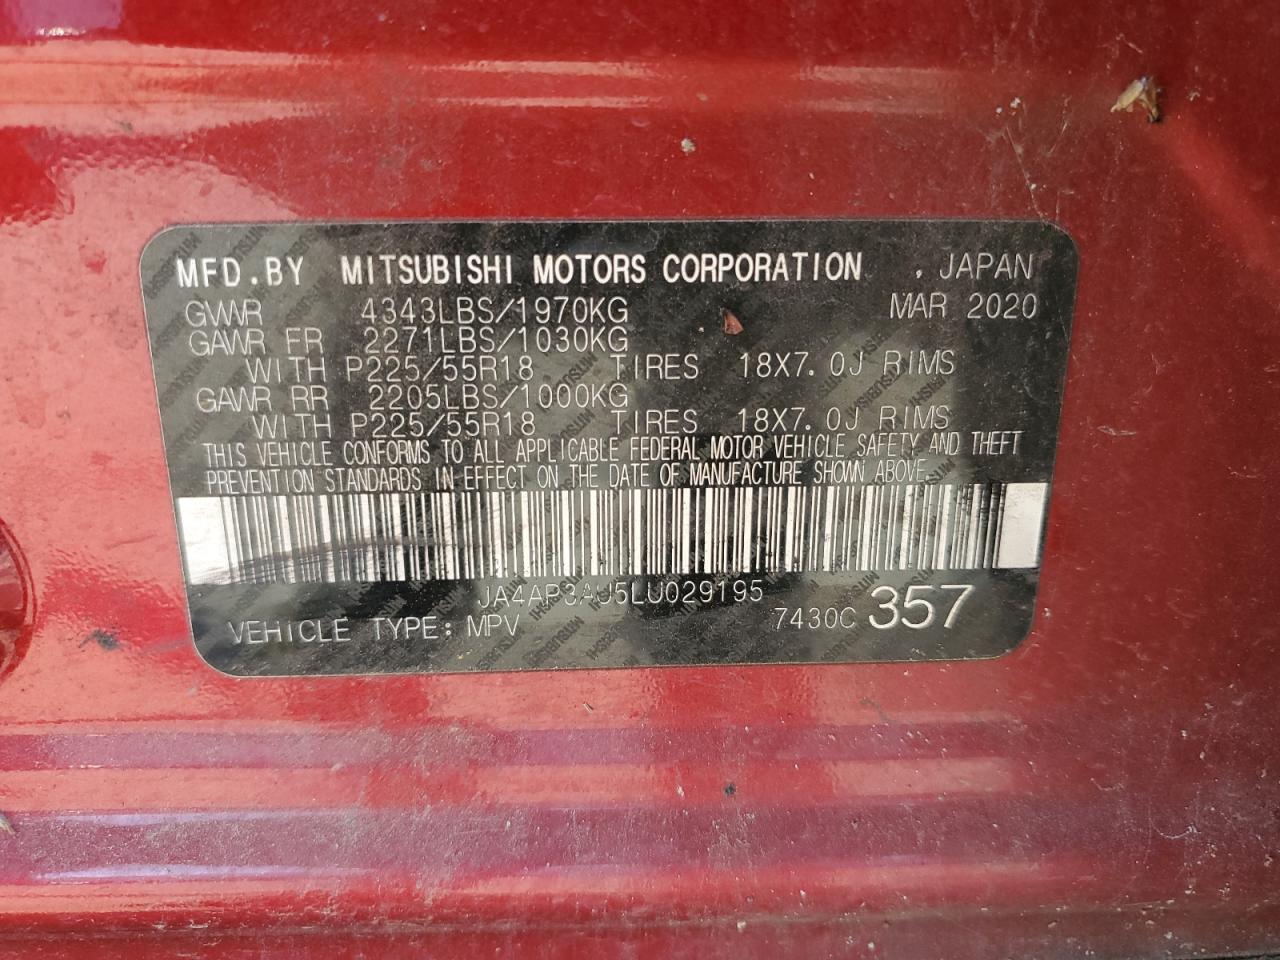 MFD.BY MITSUBISHI MOTORS CORPORATION , JAPAN
GVWR 4343LBS/1970KG MAR 2020
GAWR FR 2271LBS/1030KG
WITH P225/55R18 TIRES 18X7.0J RIMS
GAWR RR 2205LBS/1000KG
WITH P225/55R18 TIRES 18X7.0J RIMS
THIS VEHICLE CONFORMS TO ALL APPLICABLE FEDERAL MOTOR VEHICLE SAFETY AND THEFT
PREVENTION STANDARDS IN EFFECT ON THE DATE OF MANUFACTURE SHOWN ABOVE.
JA4AP3AU5LU029195
VEHICLE TYPE: MPV 7430C 357